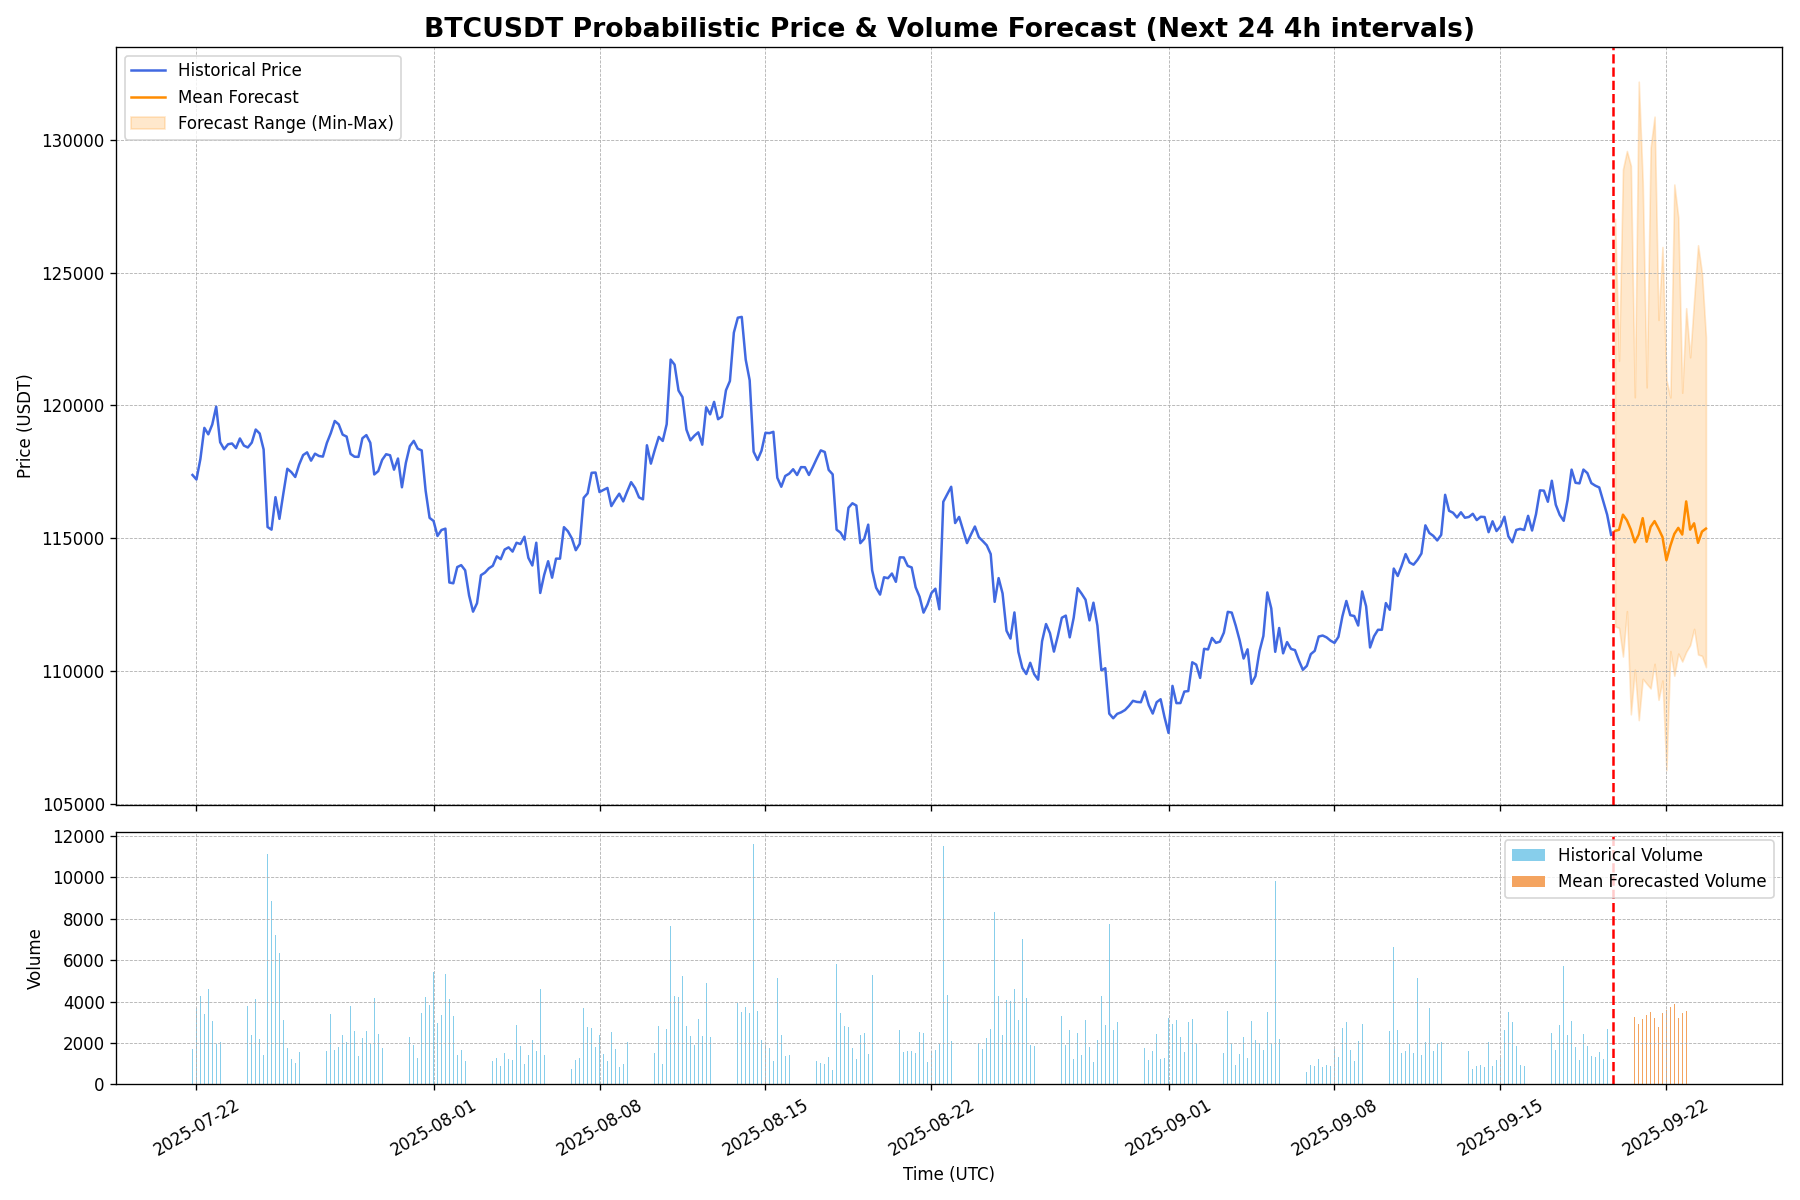 BTCUSDT Probabilistic Price & Volume Forecast (Next 24 4h intervals)
Historical Price
Mean Forecast
Forecast Range (Min-Max)
Price (USDT)
130000
125000
120000
115000
110000
105000
Historical Volume
Mean Forecasted Volume
Volume
12000
10000
8000
6000
4000
2000
0
2025-07-22
2025-08-01
2025-08-08
2025-08-15
2025-08-22
2025-09-01
2025-09-08
2025-09-15
2025-09-22
Time (UTC)